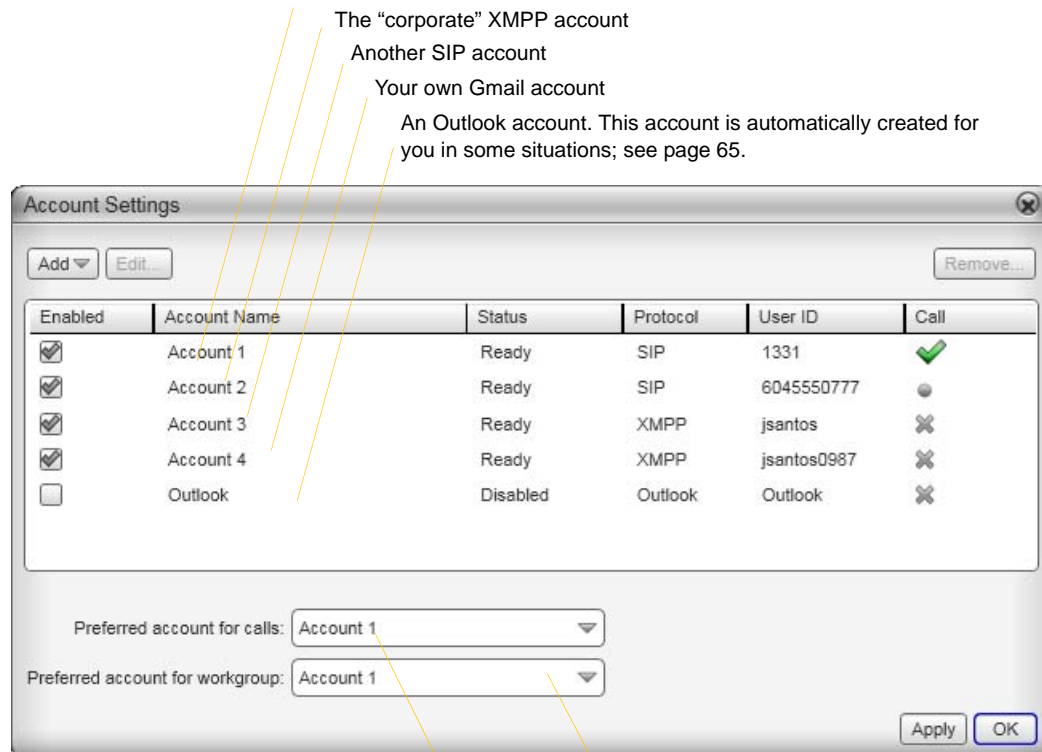 The “corporate” XMPP account
Another SIP account
Your own Gmail account
An Outlook account. This account is automatically created for
you in some situations; see page 65.
Account Settings
Add Edit... Remove...
Enabled Account Name Status Protocol User ID Call
Account 1 Ready SIP 1331
Account 2 Ready SIP 6045550777
Account 3 Ready XMPP jsantos
Account 4 Ready XMPP jsantos0987
Outlook Disabled Outlook Outlook
Preferred account for calls: Account 1
Preferred account for workgroup: Account 1
Apply OK